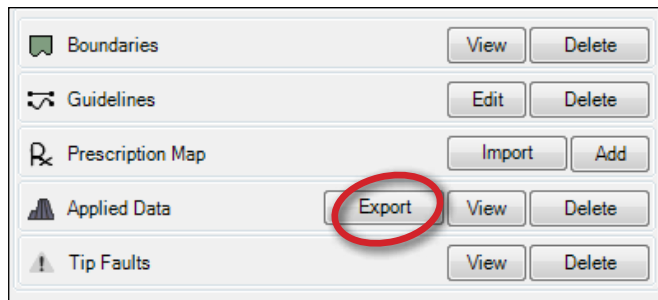 Boundaries View Delete
Guidelines Edit Delete
Prescription Map Import Add
Applied Data Export View Delete
Tip Faults View Delete